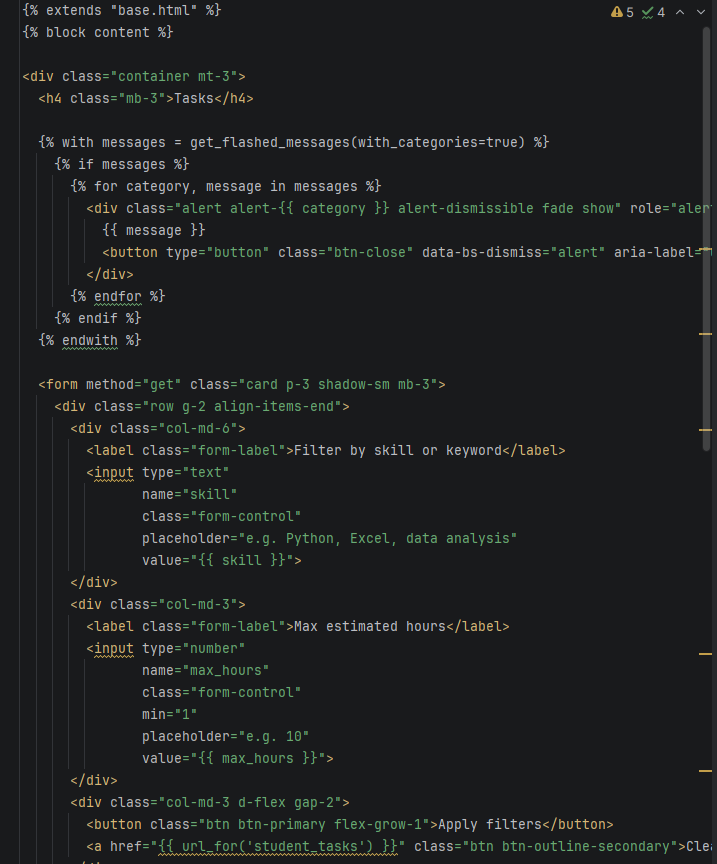 {% extends "base.html" %}
5 4
{% block content %}
<div class="container mt-3">
<h4 class="mb-3">Tasks</h4>
{% with messages = get_flashed_messages(with_categories=true) %}
{% if messages %}
{% for category, message in messages %}
<div class="alert alert-{{ category }} alert-dismissible fade show" role="aler
{{ message }}
<button type="button" class="btn-close" data-bs-dismiss="alert" aria-label="
</div>
{% endfor %}
{% endif %}
{% endwith %}
<form method="get" class="card p-3 shadow-sm mb-3">
<div class="row g-2 align-items-end">
<div class="col-md-6">
<label class="form-label">Filter by skill or keyword</label>
<input type="text"
name="skill"
class="form-control"
placeholder="e.g. Python, Excel, data analysis"
value="{{ skill }}">
</div>
<div class="col-md-3">
<label class="form-label">Max estimated hours</label>
<input type="number"
name="max_hours"
class="form-control"
min="1"
placeholder="e.g. 10"
value="{{ max_hours }}">
</div>
<div class="col-md-3 d-flex gap-2">
<button class="btn btn-primary flex-grow-1">Apply filters</button>
<a href="{{ url_for('student_tasks') }}" class="btn btn-outline-secondary">Clea